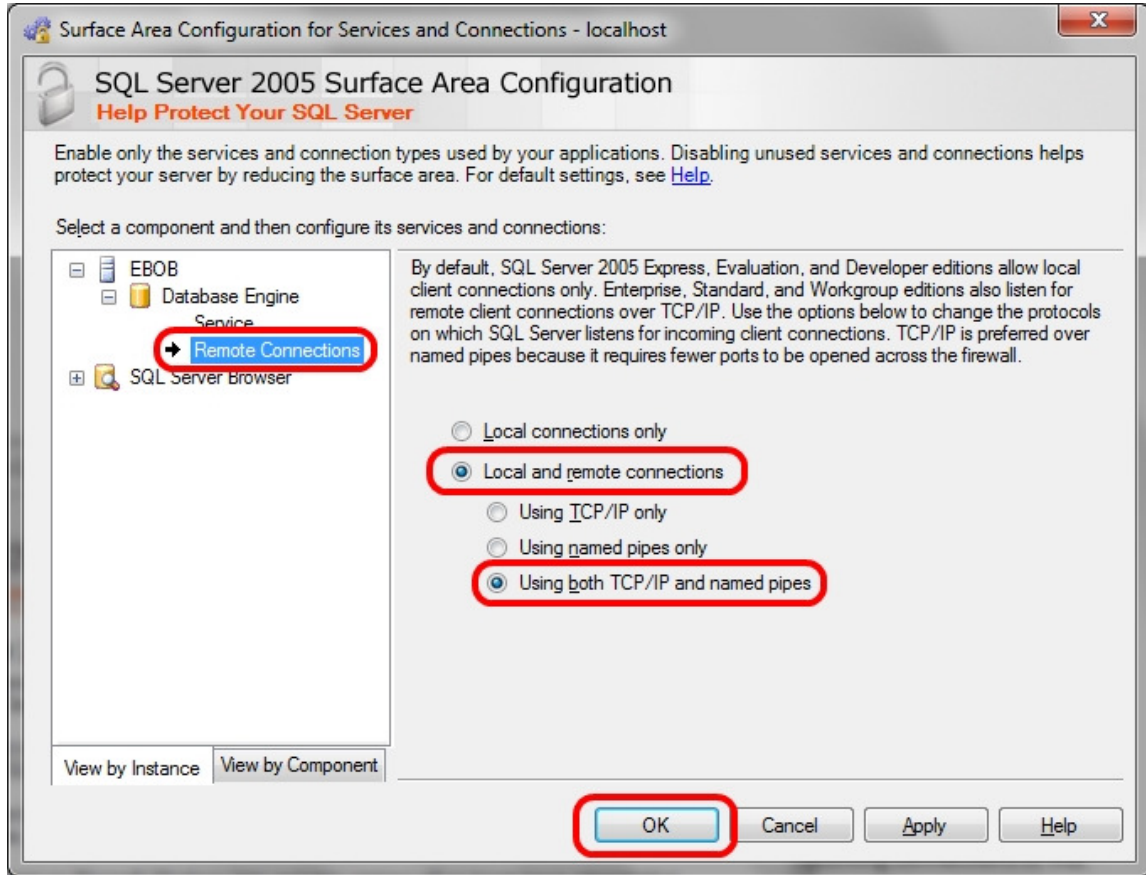 Surface Area Configuration for Services and Connections - localhost
SQL Server 2005 Surface Area Configuration
Help Protect Your SQL Server
Enable only the services and connection types used by your applications. Disabling unused services and connections helps
protect your server by reducing the surface area. For default settings, see Help.
Select a component and then configure its services and connections:
EBOB
Database Engine
Service
Remote Connections
SQL Server Browser
View by Instance
View by Component
By default, SQL Server 2005 Express, Evaluation, and Developer editions allow local
client connections only. Enterprise, Standard, and Workgroup editions also listen for
remote client connections over TCP/IP. Use the options below to change the protocols
on which SQL Server listens for incoming client connections. TCP/IP is preferred over
named pipes because it requires fewer ports to be opened across the firewall.
Local connections only
Local and remote connections
Using TCP/IP only
Using named pipes only
Using both TCP/IP and named pipes
OK
Cancel
Apply
Help